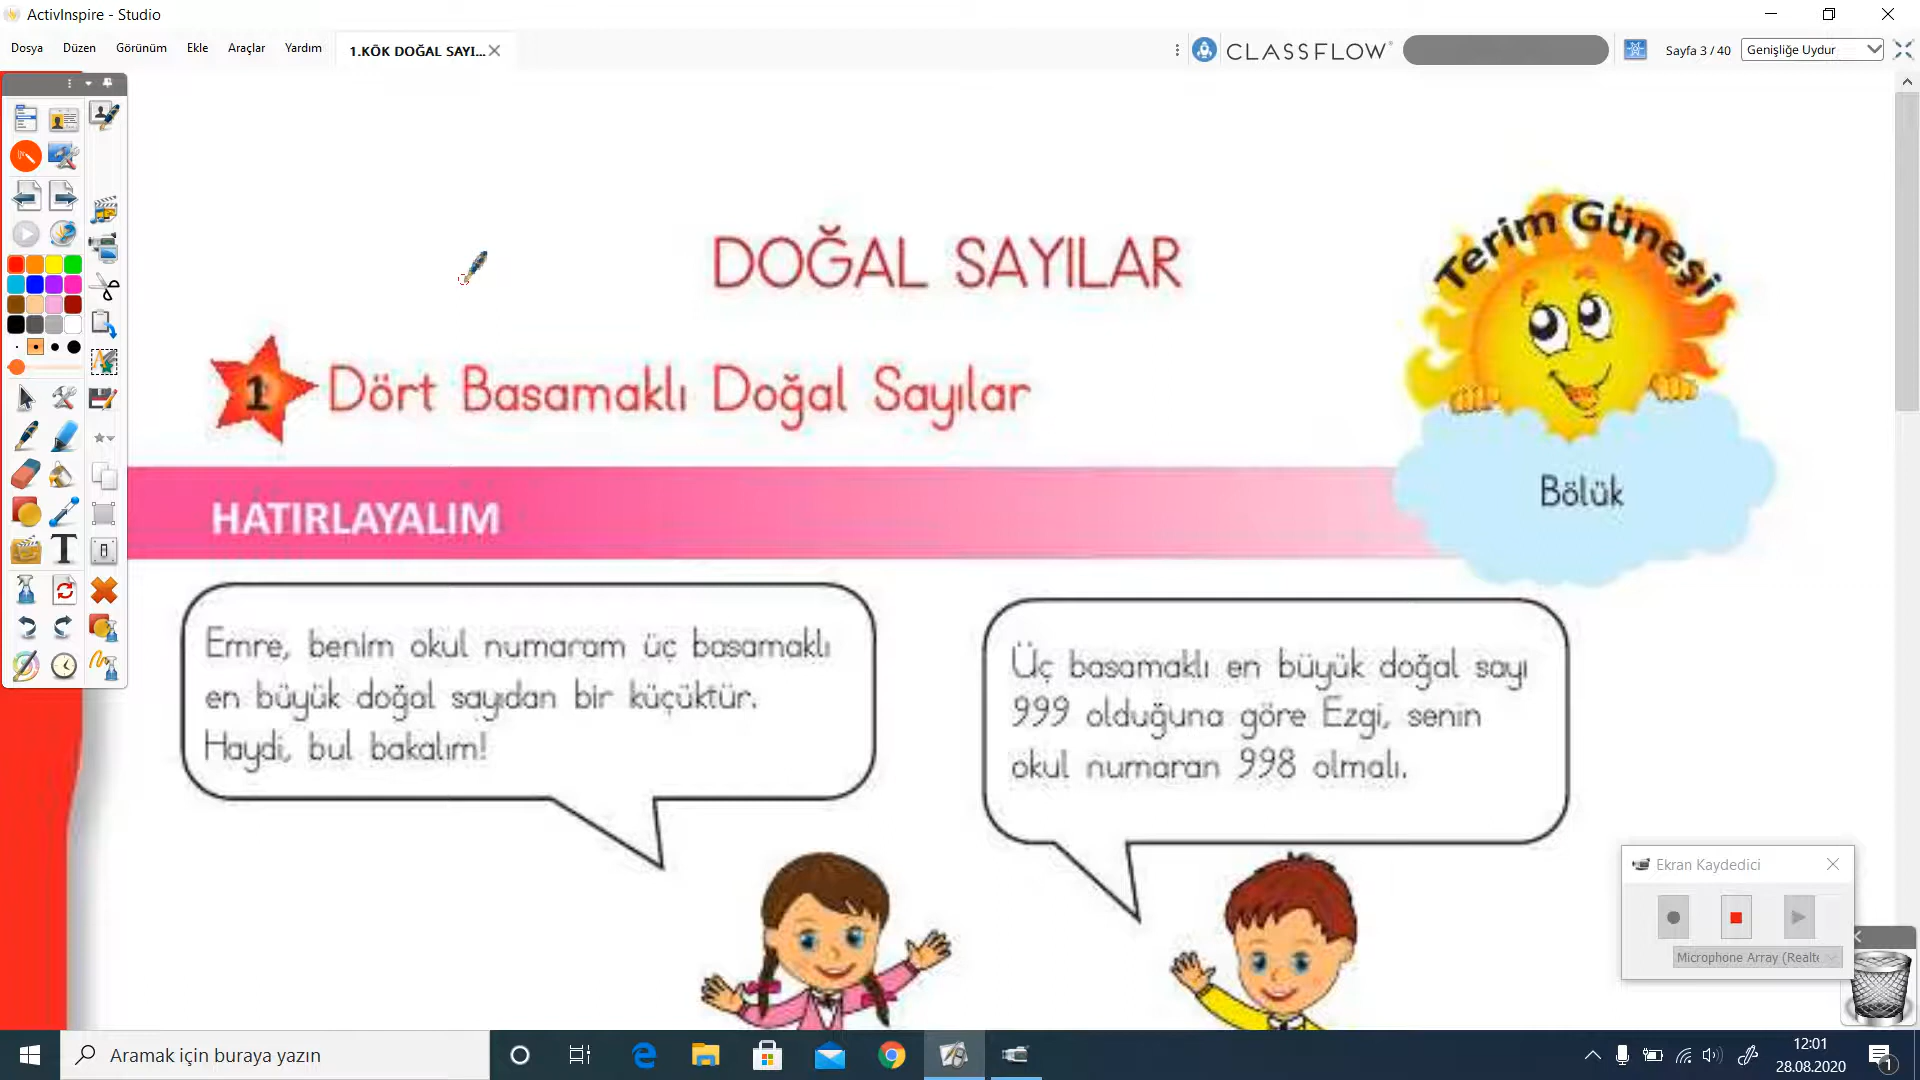 ActivInspire - Studio
Dosya Düzen Görünüm Ekle Araçlar Yardım
1.KÖK DOĞAL SAYI...
CLASSFLOW
Sayfa 3 / 40
Genişliğe Uydur
Terim Güneşi
DOĞAL SAYILAR
1 Dört Basamaklı Doğal Sayılar
Bölük
HATIRLAYALIM
Emre, benim okul numaram üç basamaklı
en büyük doğal sayıdan bir küçüktür.
Haydi, bul bakalım!
Üç basamaklı en büyük doğal sayı
999 olduğuna göre Ezgi, senin
okul numaran 998 olmalı.
T
Ekran Kaydedici
Microphone Array (Realte
Aramak için buraya yazın
12:01
28.08.2020
1